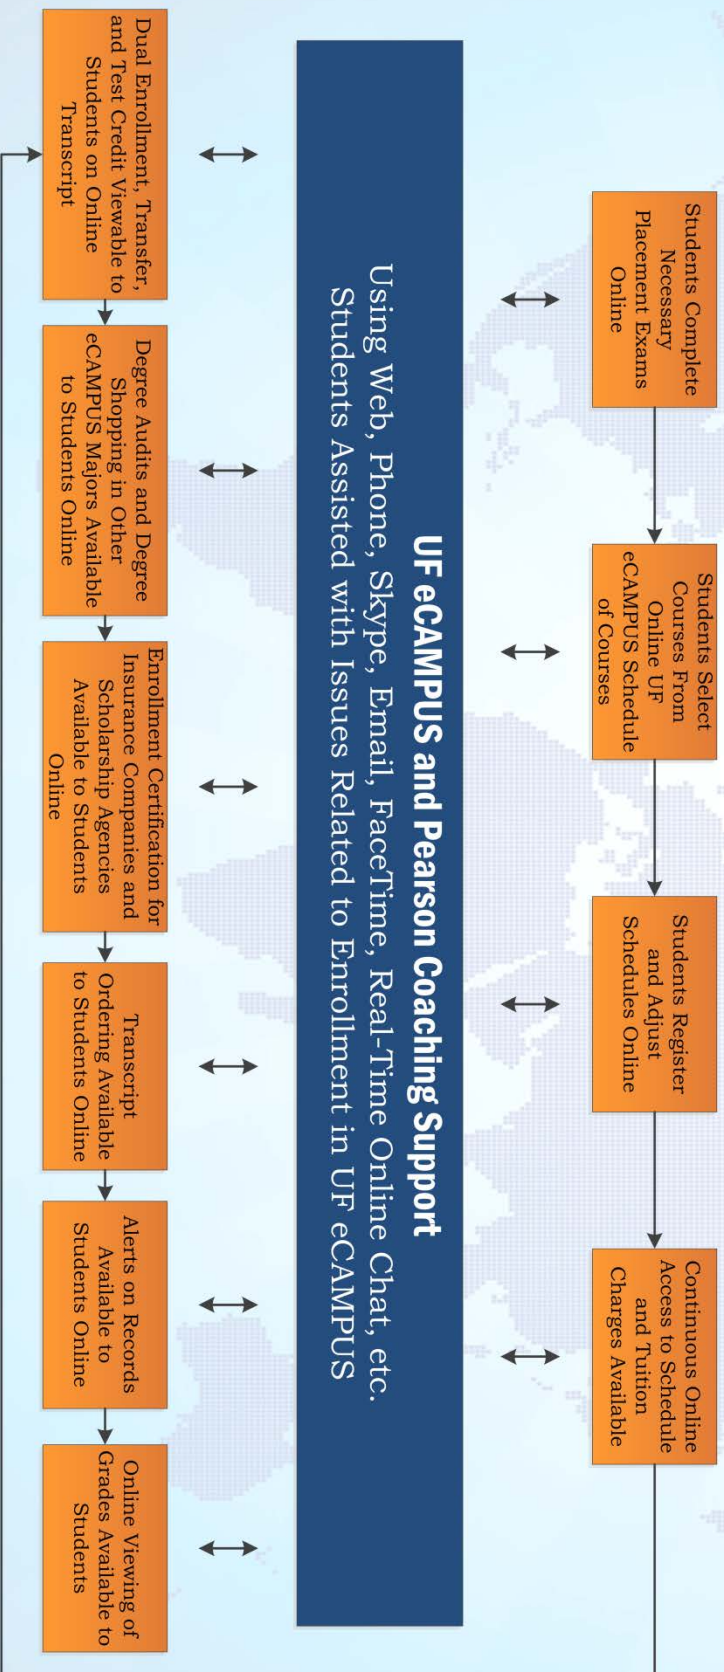 Students Complete
Necessary
Placement Exams
Online
Students Select
Courses From
Online UF
eCAMPUS Schedule
of Courses
Students Register
and Adjust
Schedules Online
Continuous Online
Access to Schedule
and Tuition
Charges Available
UF eCAMPUS and Pearson Coaching Support
Using Web, Phone, Skype, Email, FaceTime, Real-Time Online Chat, etc.
Students Assisted with Issues Related to Enrollment in UF eCAMPUS
Dual Enrollment, Transfer,
and Test Credit Viewable to
Students on Online
Transcript
Degree Audits and Degree
Shopping in Other
eCAMPUS Majors Available
to Students Online
Enrollment Certification for
Insurance Companies and
Scholarship Agencies
Available to Students
Online
Transcript
Ordering Available
to Students Online
Alerts on Records
Available to
Students Online
Online Viewing of
Grades Available to
Students